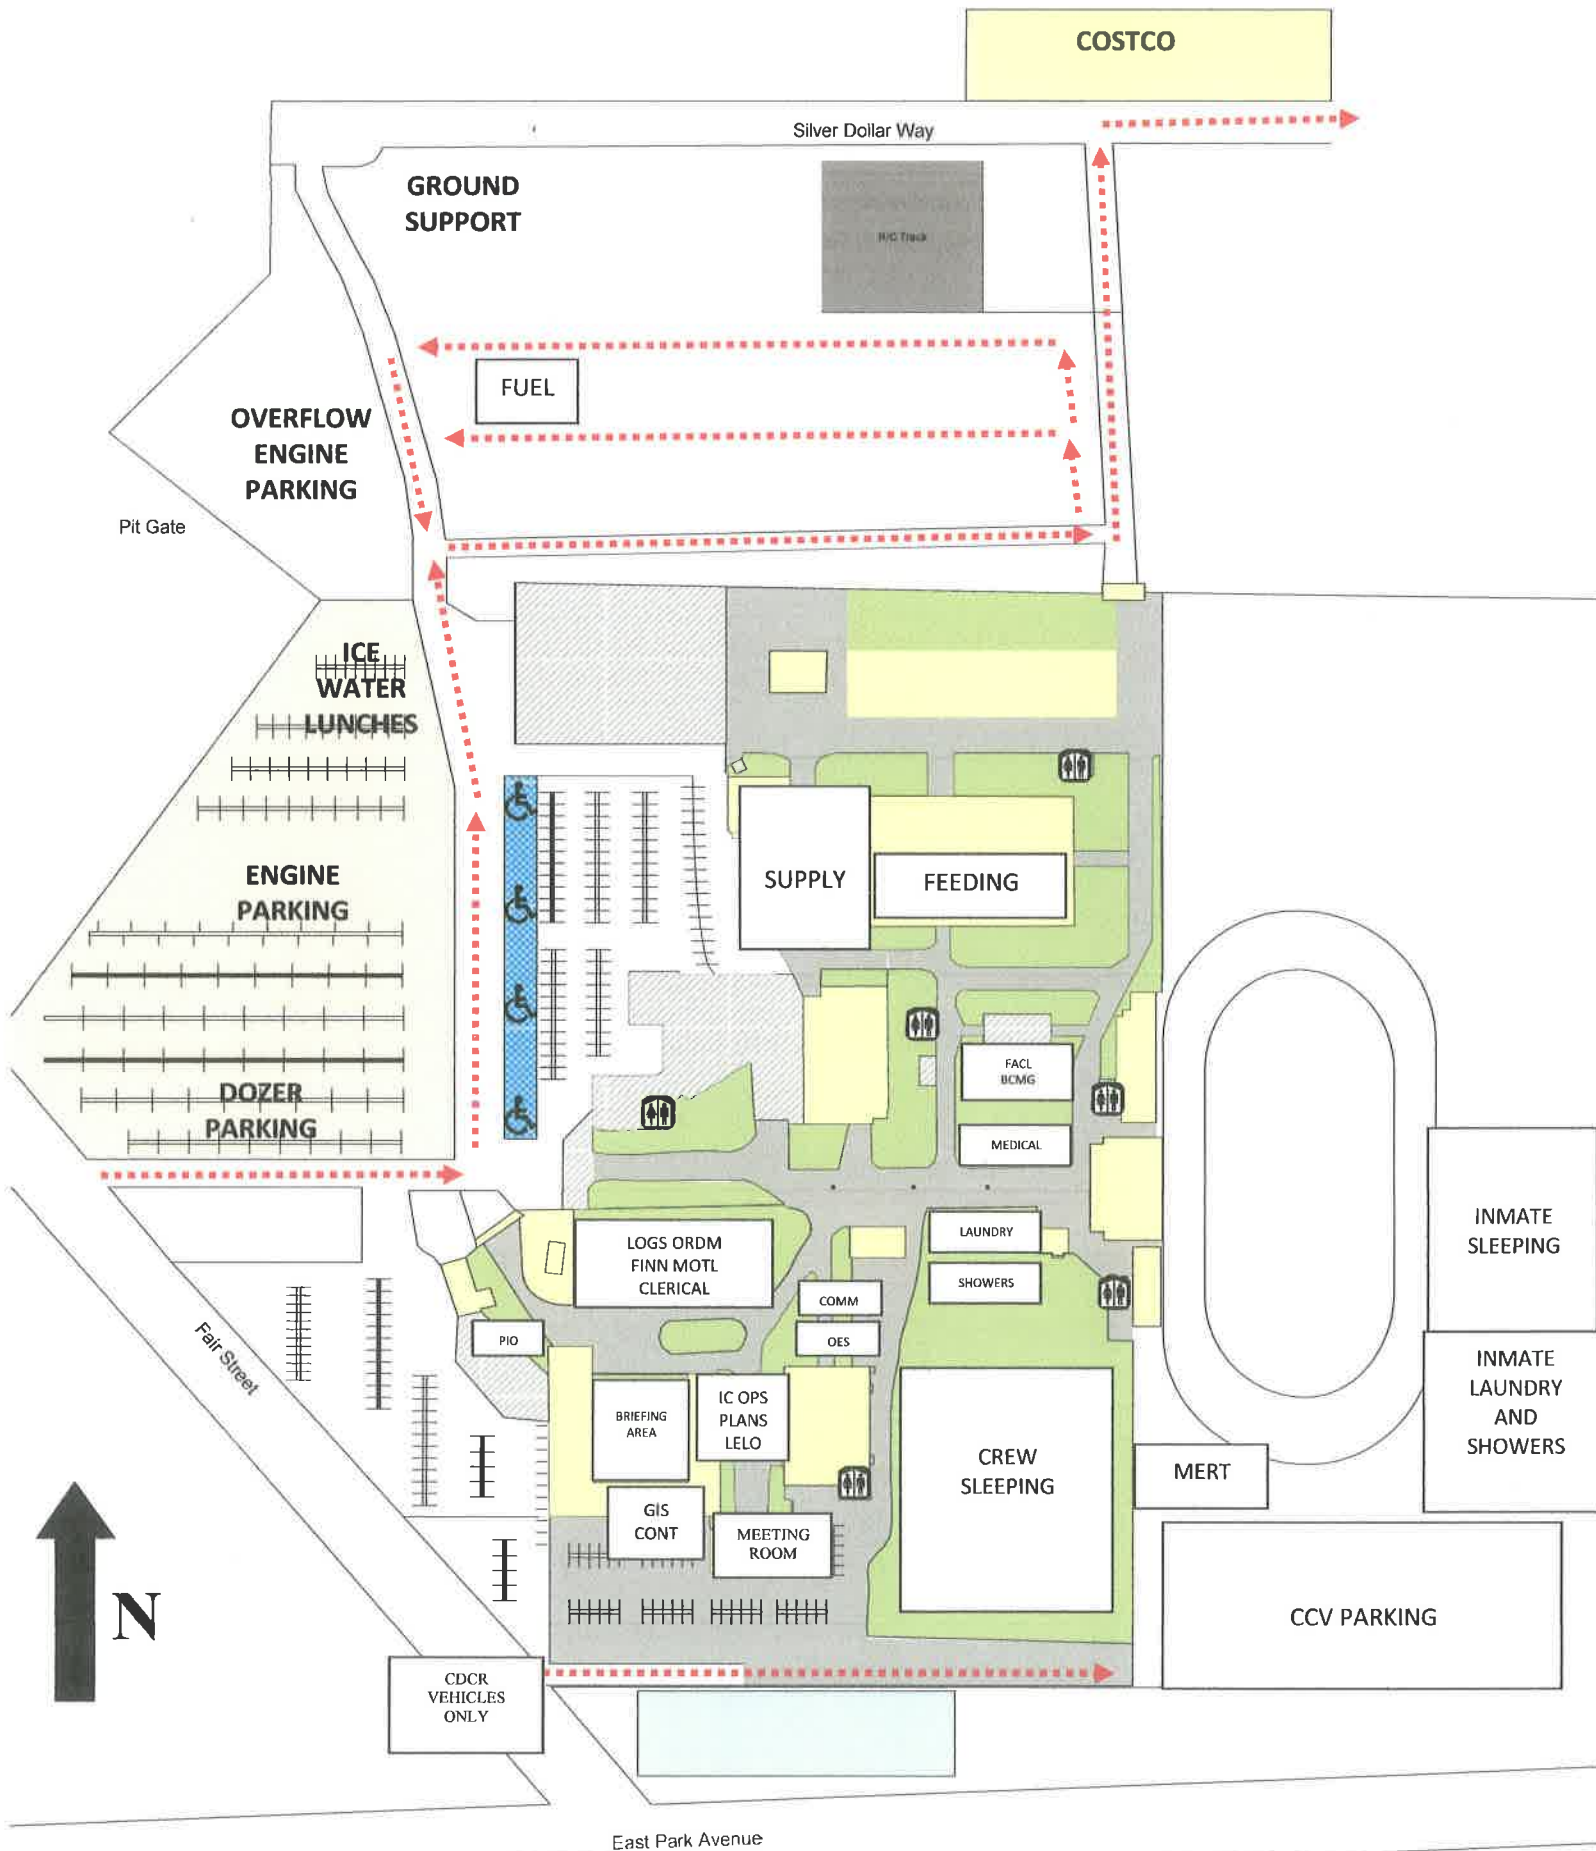 COSTCO
Silver Dollar Way
GROUND
SUPPORT
R/C Track
FUEL
OVERFLOW
ENGINE
PARKING
Pit Gate
ICE
WATER
LUNCHES
ENGINE
PARKING
SUPPLY
FEEDING
DOZER
PARKING
FACL
BCMG
MEDICAL
LOGS ORDM
FINN MOTL
CLERICAL
LAUNDRY
SHOWERS
COMM
OES
PIO
INMATE
SLEEPING
Fair Street
BRIEFING
AREA
IC OPS
PLANS
LELO
INMATE
LAUNDRY
AND
SHOWERS
CREW
SLEEPING
MERT
GIS
CONT
MEETING
ROOM
N
CCV PARKING
CDCR
VEHICLES
ONLY
East Park Avenue